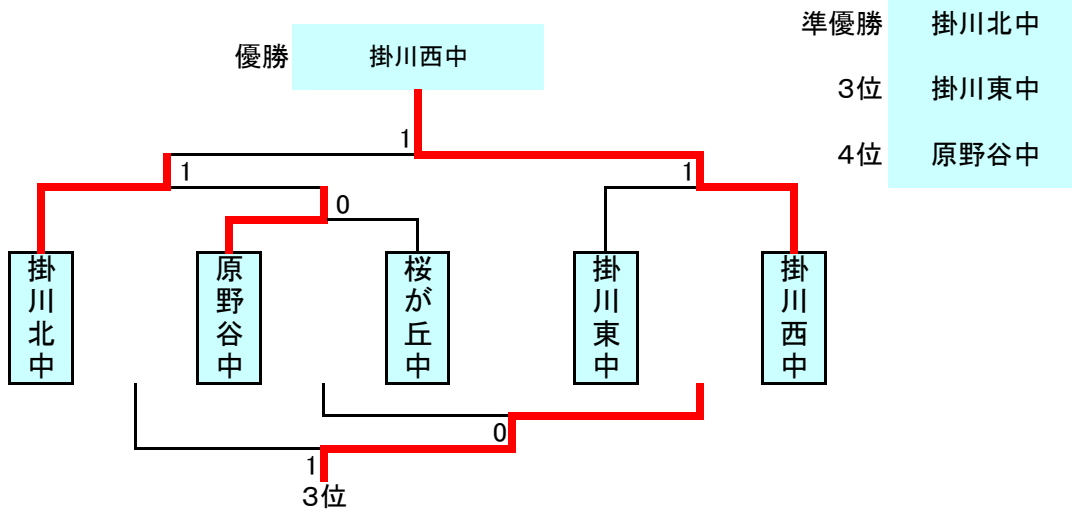 準優勝 掛川北中
優勝 掛川西中
3位 掛川東中
4位 原野谷中
1
1
1
0
掛川北中
原野谷中
桜が丘中
掛川東中
掛川西中
0
1
3位